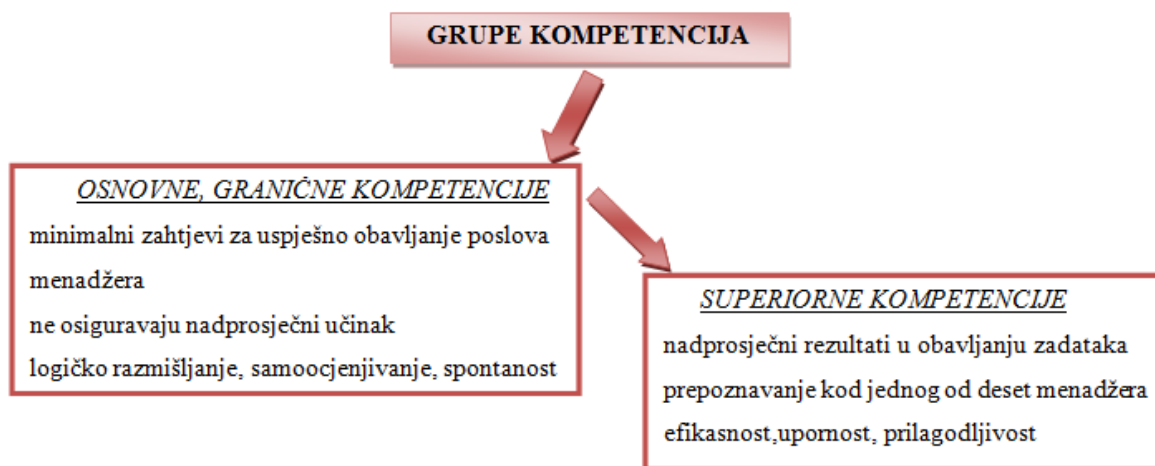 GRUPE KOMPETENCIJA
OSNOVNE, GRANIČNE KOMPETENCIJE
minimalni zahtjevi za uspješno obavljanje poslova
menadžera
ne osiguravaju nadprosječni učinak
logičko razmišljanje, samoocjenjivanje, spontanost
SUPERIORNE KOMPETENCIJE
nadprosječni rezultati u obavljanju zadataka
prepoznavanje kod jednog od deset menadžera
efikasnost,upornost, prilagodljivost